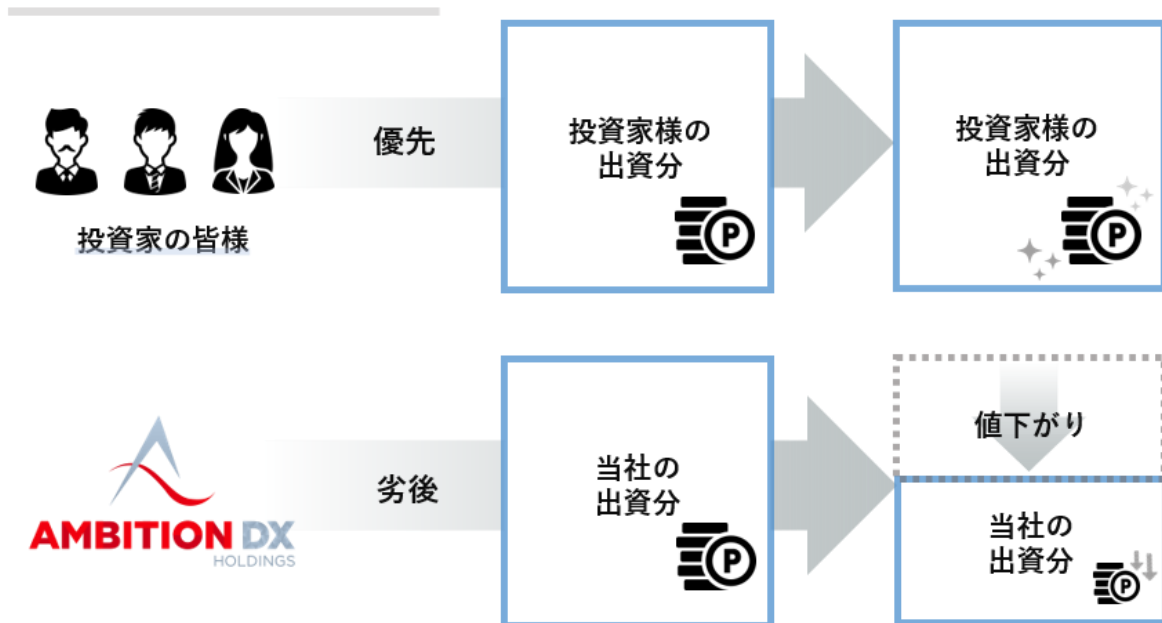 優先
投資家様の
出資分
P
投資家様の
出資分
P
投資家の皆様
劣後
当社の
出資分
P
値下がり
当社の
出資分
P
AMBITION DX
HOLDINGS